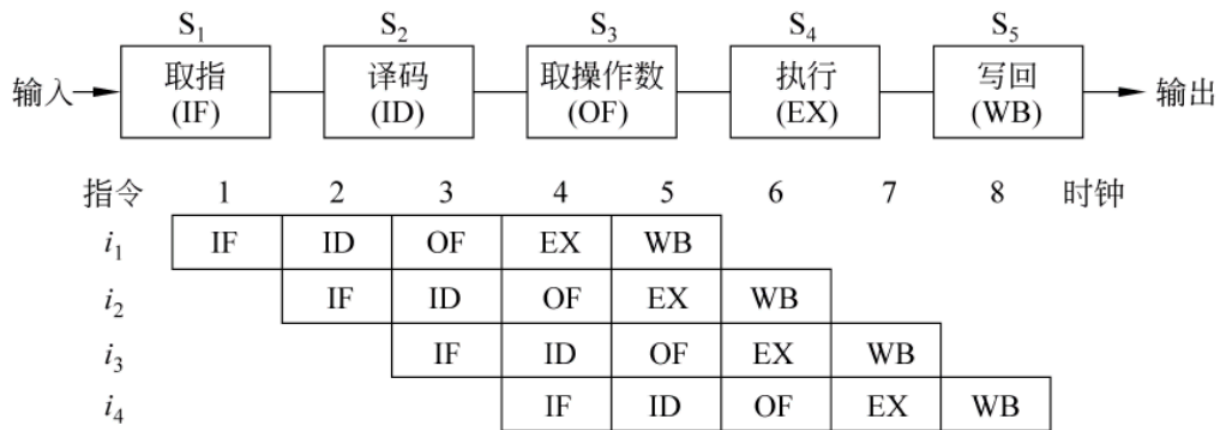 S₁ S₂ S₃ S₄ S₅
输入 取指 译码 取操作数 执行 写回 输出
(IF) (ID) (OF) (EX) (WB)
指令 1 2 3 4 5 6 7 8 时钟
i₁ IF ID OF EX WB
i₂ IF ID OF EX WB
i₃ IF ID OF EX WB
i₄ IF ID OF EX WB